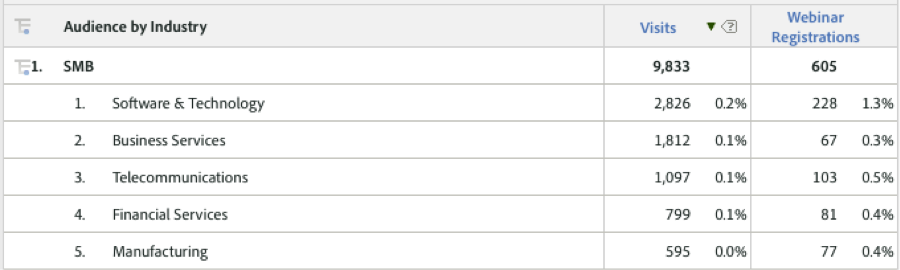 Audience by Industry Visits ▼ ? Webinar Registrations
1. SMB 9,833 605
1. Software & Technology 2,826 0.2% 228 1.3%
2. Business Services 1,812 0.1% 67 0.3%
3. Telecommunications 1,097 0.1% 103 0.5%
4. Financial Services 799 0.1% 81 0.4%
5. Manufacturing 595 0.0% 77 0.4%